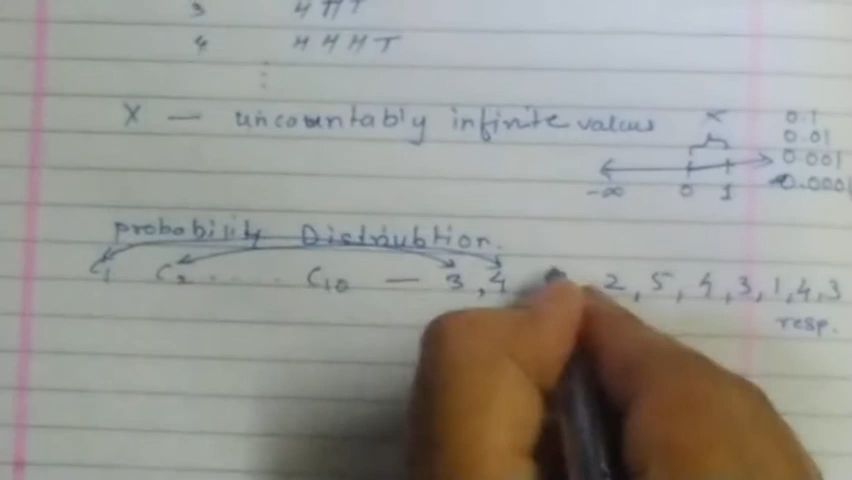 3 HHT
4 HHHT
⋮
X — uncountably infinite values X 0.1
0.01
0.001
0.0001
-∞ 0 1
probability Distriubtion.
C1 C2 .... C10 — 3, 4 2, 5, 4, 3, 1, 4, 3
resp.